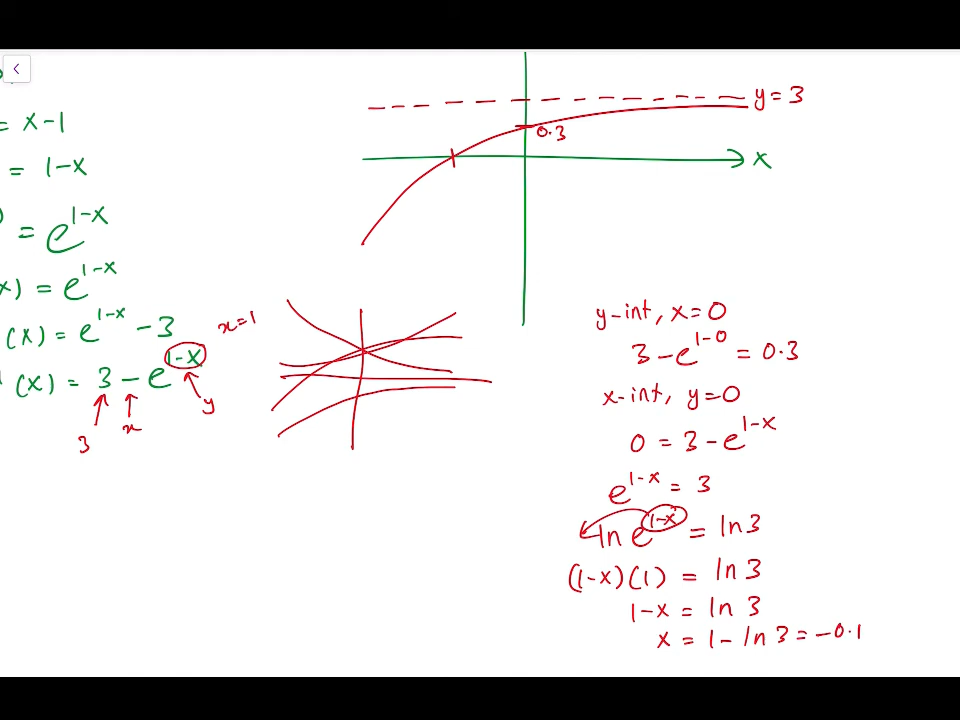 = x-1
= 1-x
= e^{1-x}
x) = e^{1-x}
(x) = e^{1-x} - 3
(x) = 3 - e^{1-x}
3
x
y
x=1
y = 3
0.3
x
y-int, x=0
3 - e^{1-0} = 0.3
x-int, y=0
0 = 3 - e^{1-x}
e^{1-x} = 3
ln e^{1-x} = ln 3
(1-x)(1) = ln 3
1-x = ln 3
x = 1 - ln 3 = -0.1